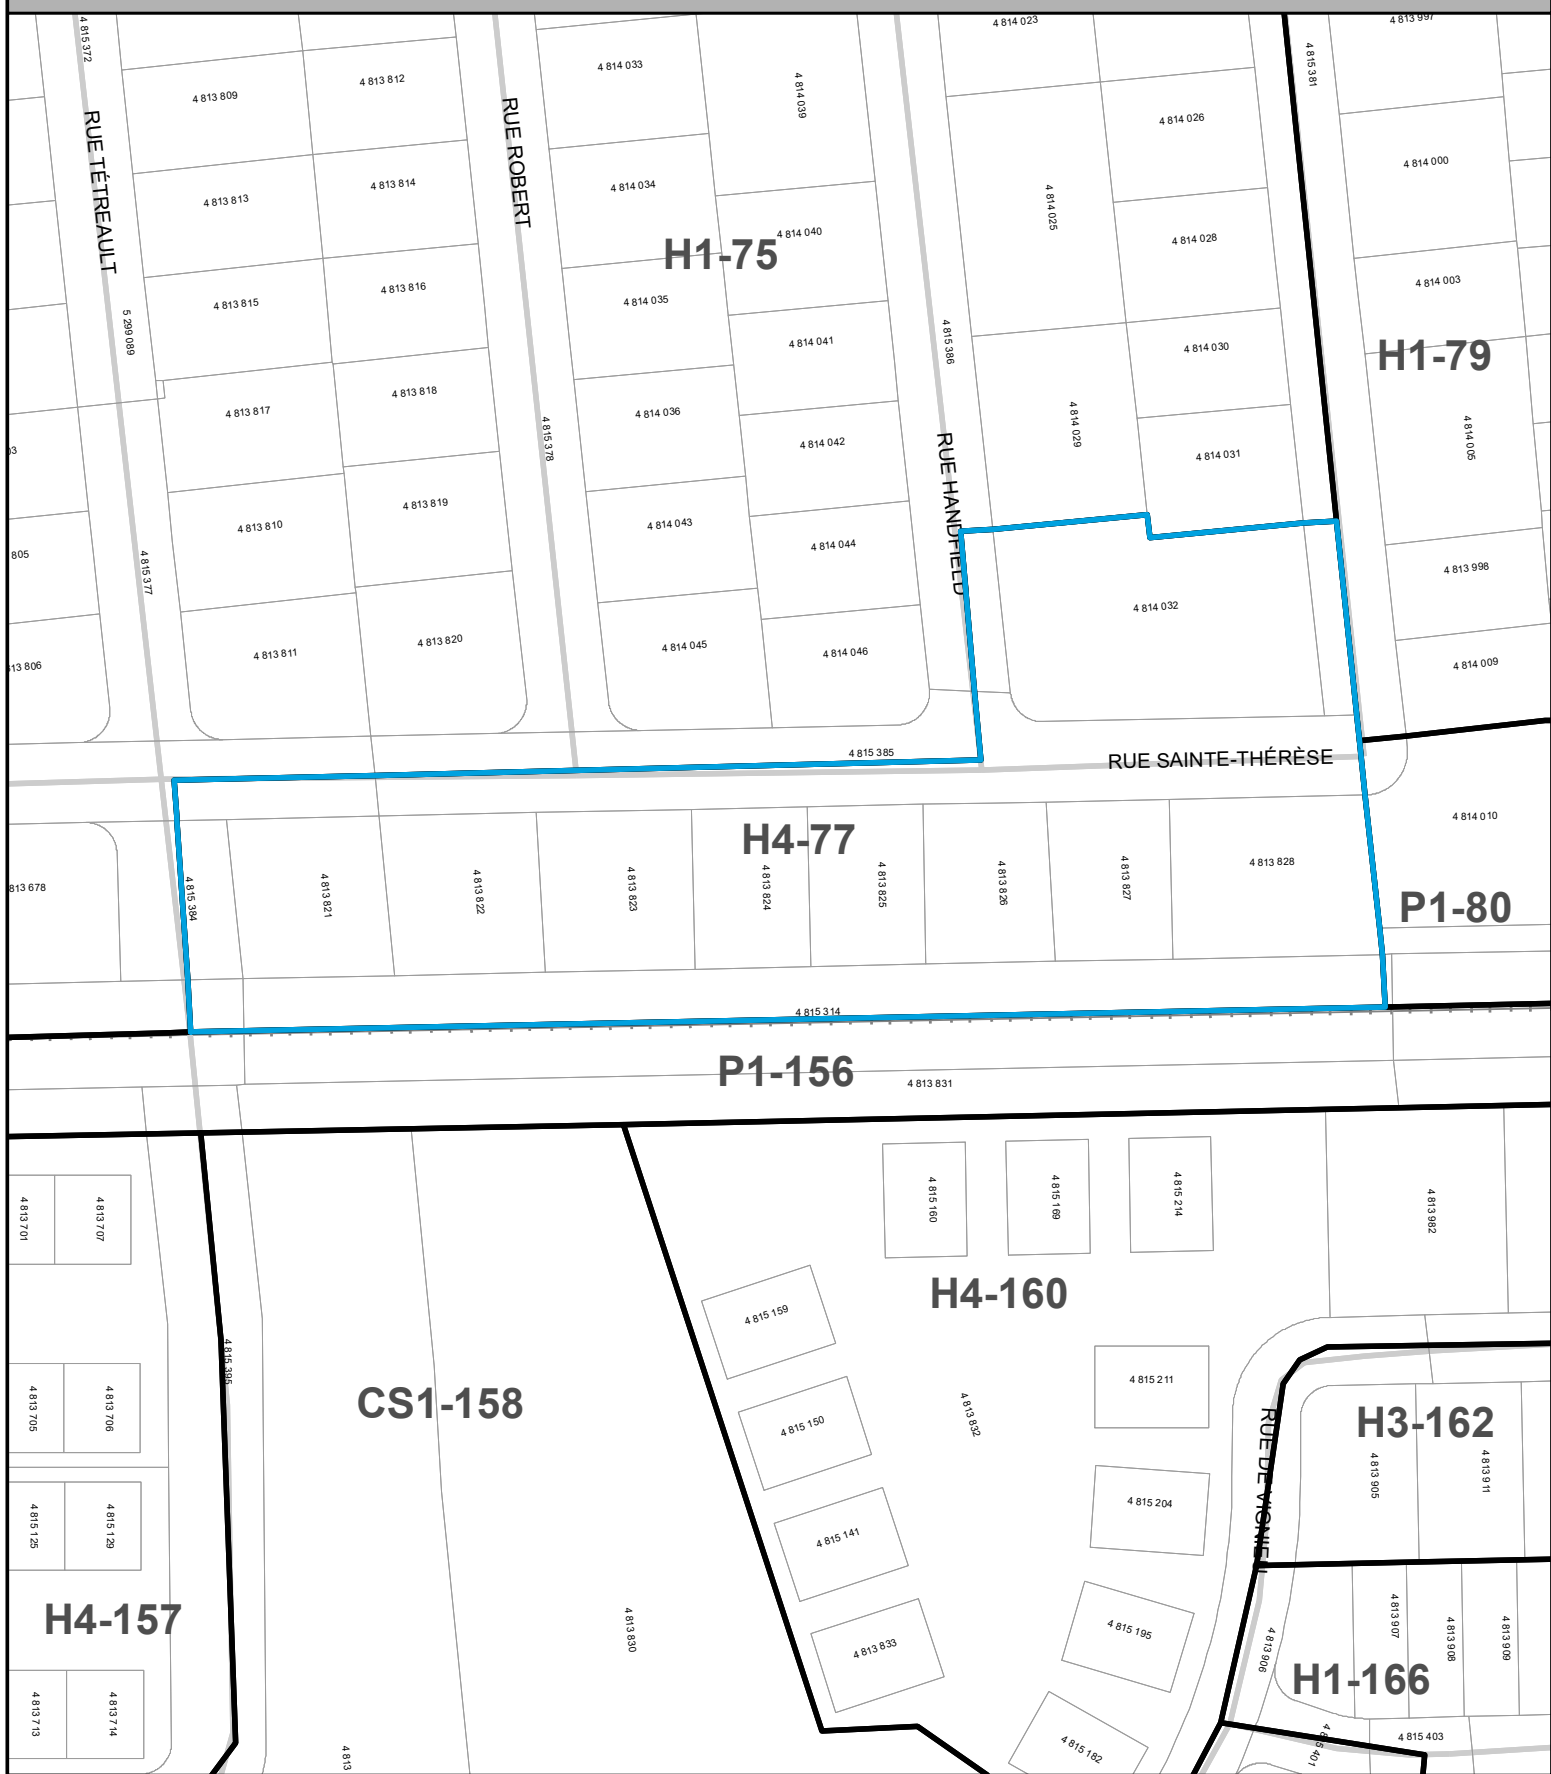 4 815 372
4 814 023
4 813 997
4 815 381
4 813 809
4 813 812
4 814 033
4 814 039
4 814 026
4 814 000
RUE TÉTREAULT
RUE ROBERT
4 813 813
4 813 814
4 814 034
4 814 025
4 814 040
4 814 028
H1-75
4 814 003
4 813 815
4 813 816
4 814 035
5 299 089
4 814 041
4 815 386
4 814 030
H1-79
4 813 817
4 813 818
4 814 036
4 815 378
4 814 042
4 814 029
4 814 031
4 814 005
03
RUE HANDFIELD
4 813 810
4 813 819
4 814 043
4 814 044
805
4 815 377
4 813 998
4 814 032
4 813 811
4 813 820
4 814 045
4 814 046
13 806
4 814 009
4 815 385
RUE SAINTE-THÉRÈSE
H4-77
4 814 010
813 678
4 815 384
4 813 821
4 813 822
4 813 823
4 813 824
4 813 825
4 813 826
4 813 827
4 813 828
P1-80
4 815 314
P1-156
4 813 831
4 813 701
4 813 707
4 815 160
4 815 169
4 815 214
4 813 982
H4-160
4 815 159
4 815 395
4 815 211
4 813 705
4 813 706
CS1-158
4 815 150
4 813 832
RUE DE VIGNIEU
H3-162
4 813 905
4 813 911
4 815 125
4 815 129
4 815 141
4 815 204
H4-157
4 813 830
4 813 833
4 815 195
4 813 906
4 813 907
4 813 908
4 813 909
H1-166
4 813 713
4 813 714
4 813
4 815 182
4 815 401
4 815 403